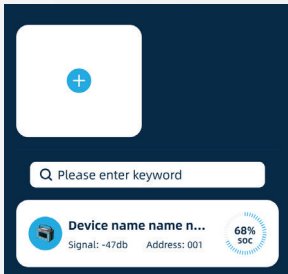 +
Please enter keyword
Device name name n...
Signal: -47db Address: 001
68%
SOC